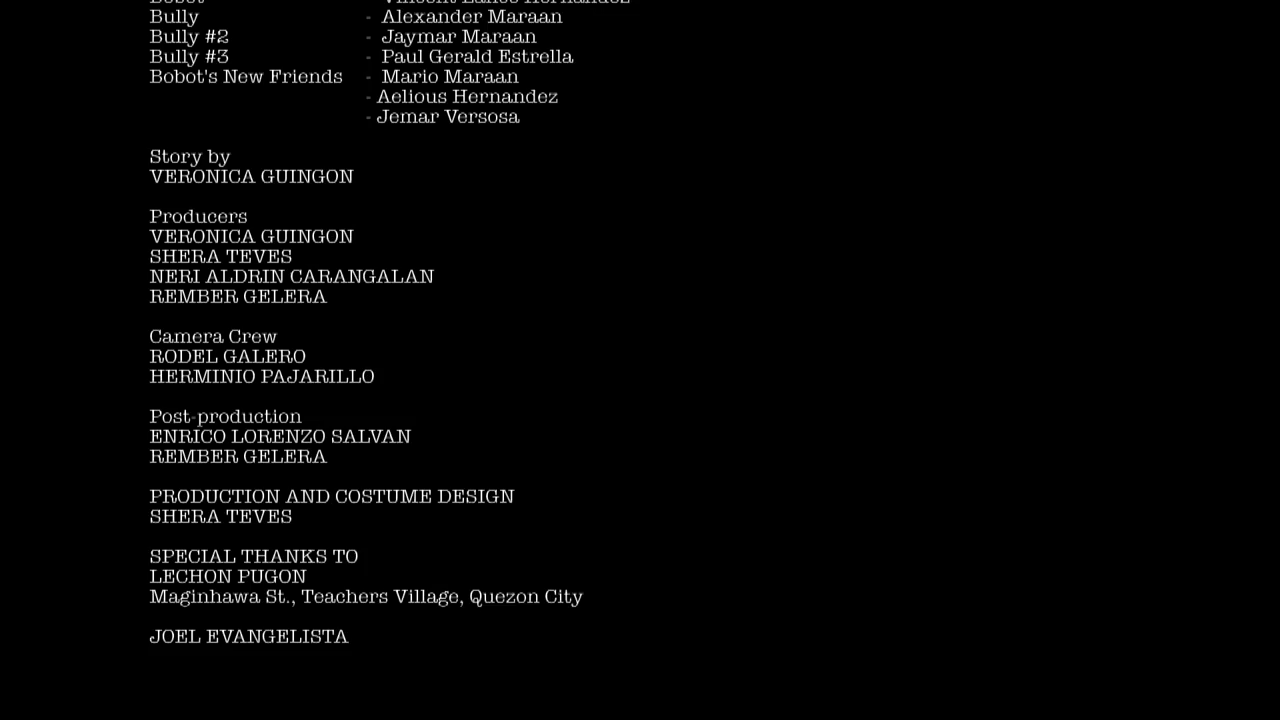 Bully - Alexander Maraan
Bully #2 - Jaymar Maraan
Bully #3 - Paul Gerald Estrella
Bobot's New Friends - Mario Maraan
- Aelious Hernandez
- Jemar Versosa
Story by
VERONICA GUINGON
Producers
VERONICA GUINGON
SHERA TEVES
NERI ALDRIN CARANGALAN
REMBER GELERA
Camera Crew
RODEL GALERO
HERMINIO PAJARILLO
Post-production
ENRICO LORENZO SALVAN
REMBER GELERA
PRODUCTION AND COSTUME DESIGN
SHERA TEVES
SPECIAL THANKS TO
LECHON PUGON
Maginhawa St., Teachers Village, Quezon City
JOEL EVANGELISTA